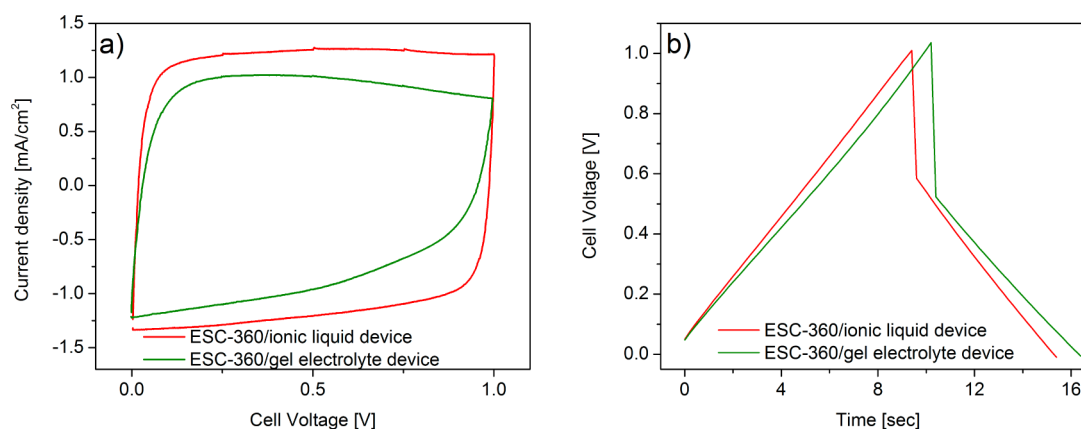 a)
1.5
1.0
0.5
0.0
-0.5
-1.0
-1.5
Current density [mA/cm²]
ESC-360/ionic liquid device
ESC-360/gel electrolyte device
0.0 0.5 1.0
Cell Voltage [V]
b)
1.0
0.8
0.6
0.4
0.2
0.0
Cell Voltage [V]
ESC-360/ionic liquid device
ESC-360/gel electrolyte device
0 4 8 12 16
Time [sec]